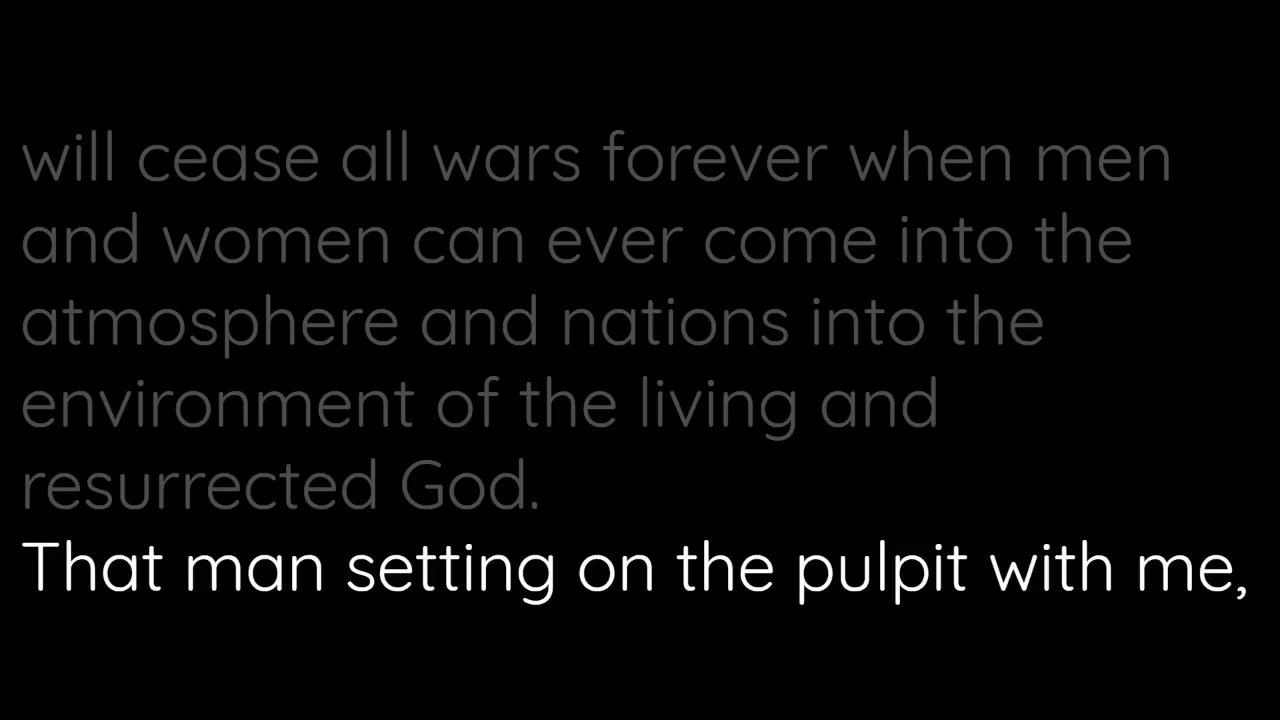 will cease all wars forever when men
and women can ever come into the
atmosphere and nations into the
environment of the living and
resurrected God.
That man setting on the pulpit with me,